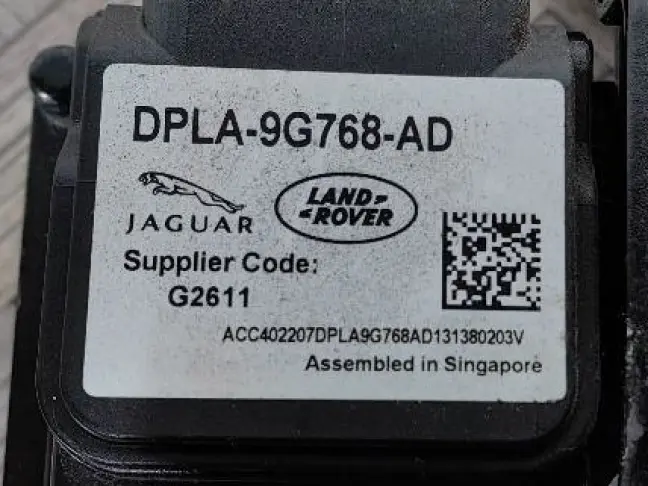 DPLA-9G768-AD
JAGUAR
LAND
ROVER
Supplier Code:
G2611
ACC402207DPLA9G768AD131380203V
Assembled in Singapore